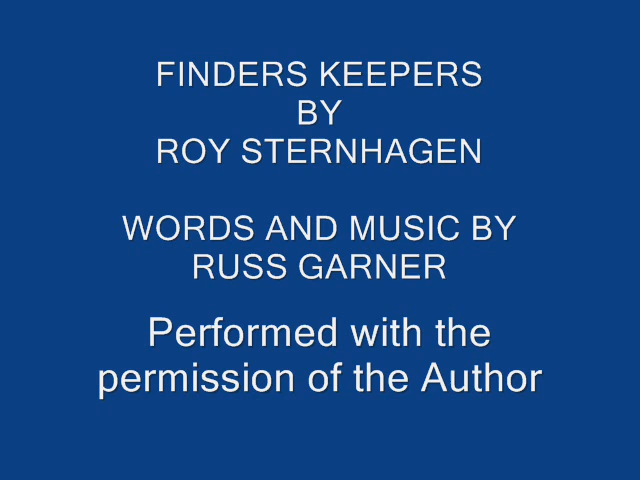 FINDERS KEEPERS
BY
ROY STERNHAGEN
WORDS AND MUSIC BY
RUSS GARNER
Performed with the
permission of the Author